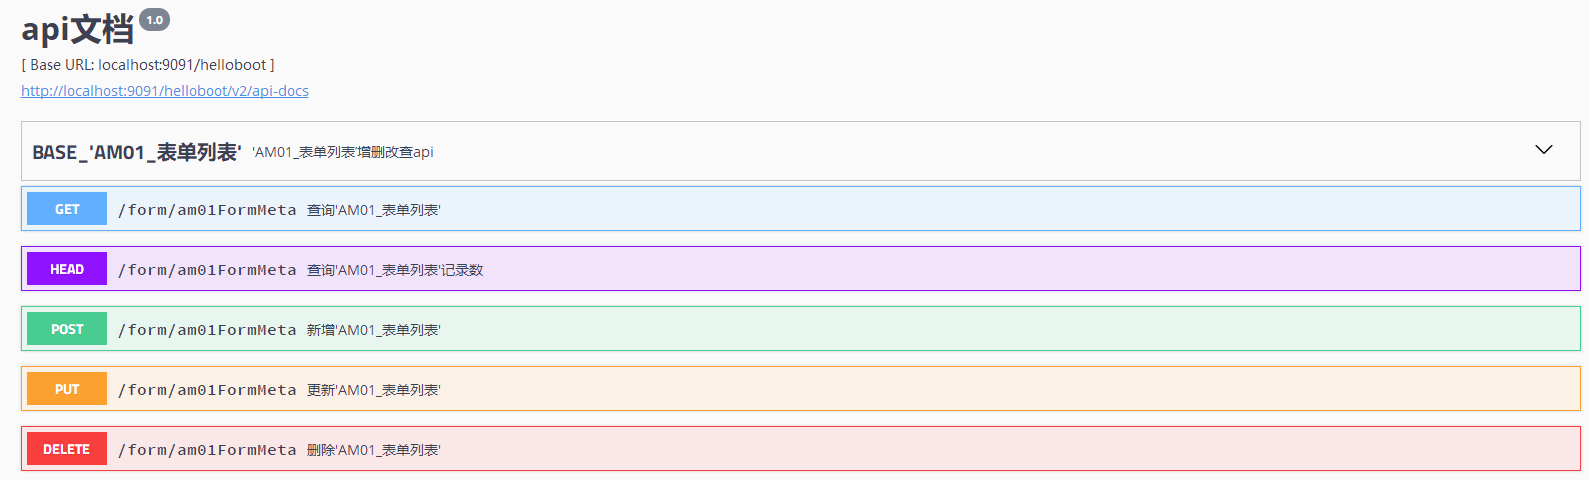 api文档 1.0
[ Base URL: localhost:9091/helloboot ]
http://localhost:9091/helloboot/v2/api-docs
BASE_'AM01_表单列表' 'AM01_表单列表'增删改查api
GET /form/am01FormMeta 查询'AM01_表单列表'
HEAD /form/am01FormMeta 查询'AM01_表单列表'记录数
POST /form/am01FormMeta 新增'AM01_表单列表'
PUT /form/am01FormMeta 更新'AM01_表单列表'
DELETE /form/am01FormMeta 删除'AM01_表单列表'